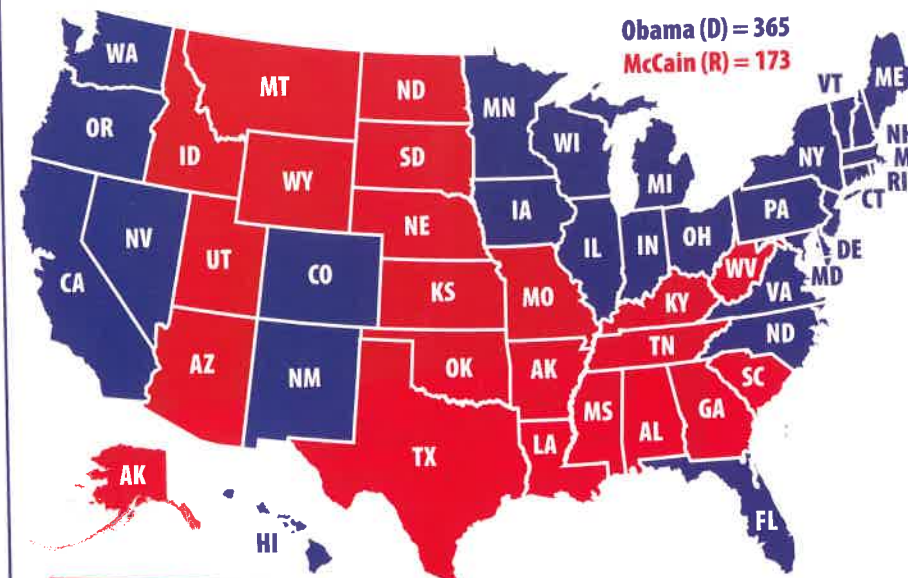 Obama (D) = 365
McCain (R) = 173
WA
MT
ND
MN
VT
ME
OR
ID
SD
WI
NH
WY
MI
NY
M
RI
CT
NE
IA
PA
NV
UT
CO
IL
IN
OH
DE
CA
KS
MO
WV
MD
KY
VA
AZ
NM
OK
AK
TN
ND
SC
TX
LA
MS
AL
GA
AK
HI
FL